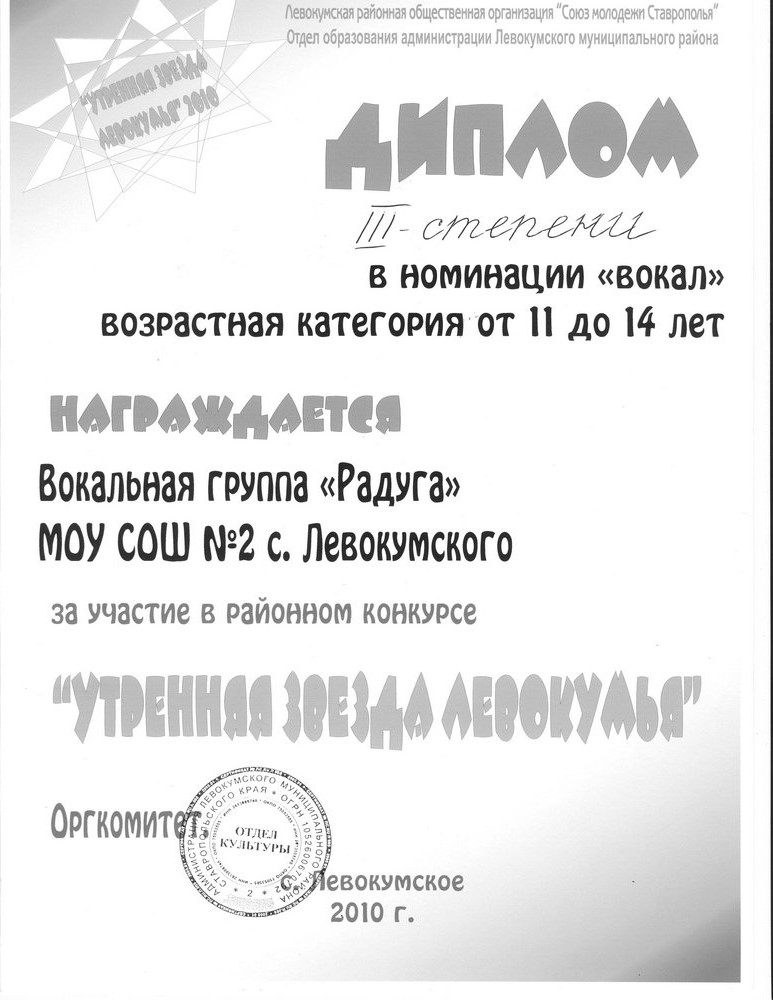 Левокумская районная общественная организация "Союз молодежи Ставрополья"
Отдел образования администрации Левокумского муниципального района
"УТРЕННЯЯ ЗВЕЗДА
ЛЕВОКУМЬЯ" 2010
ДИПЛОМ
III - степени
в номинации «вокал»
возрастная категория от 11 до 14 лет
НАГРАЖДАЕТСЯ
Вокальная группа «Радуга»
МОУ СОШ №2 с. Левокумского
за участие в районном конкурсе
"УТРЕННЯЯ ЗВЕЗДА ЛЕВОКУМЬЯ"
Оргкомитет
АДМИНИСТРАЦИЯ ЛЕВОКУМСКОГО МУНИЦИПАЛЬНОГО РАЙОНА
СТАВРОПОЛЬСКОГО КРАЯ * ОГРН
ОТДЕЛ
КУЛЬТУРЫ
* 2 *
с. Левокумское
2010 г.